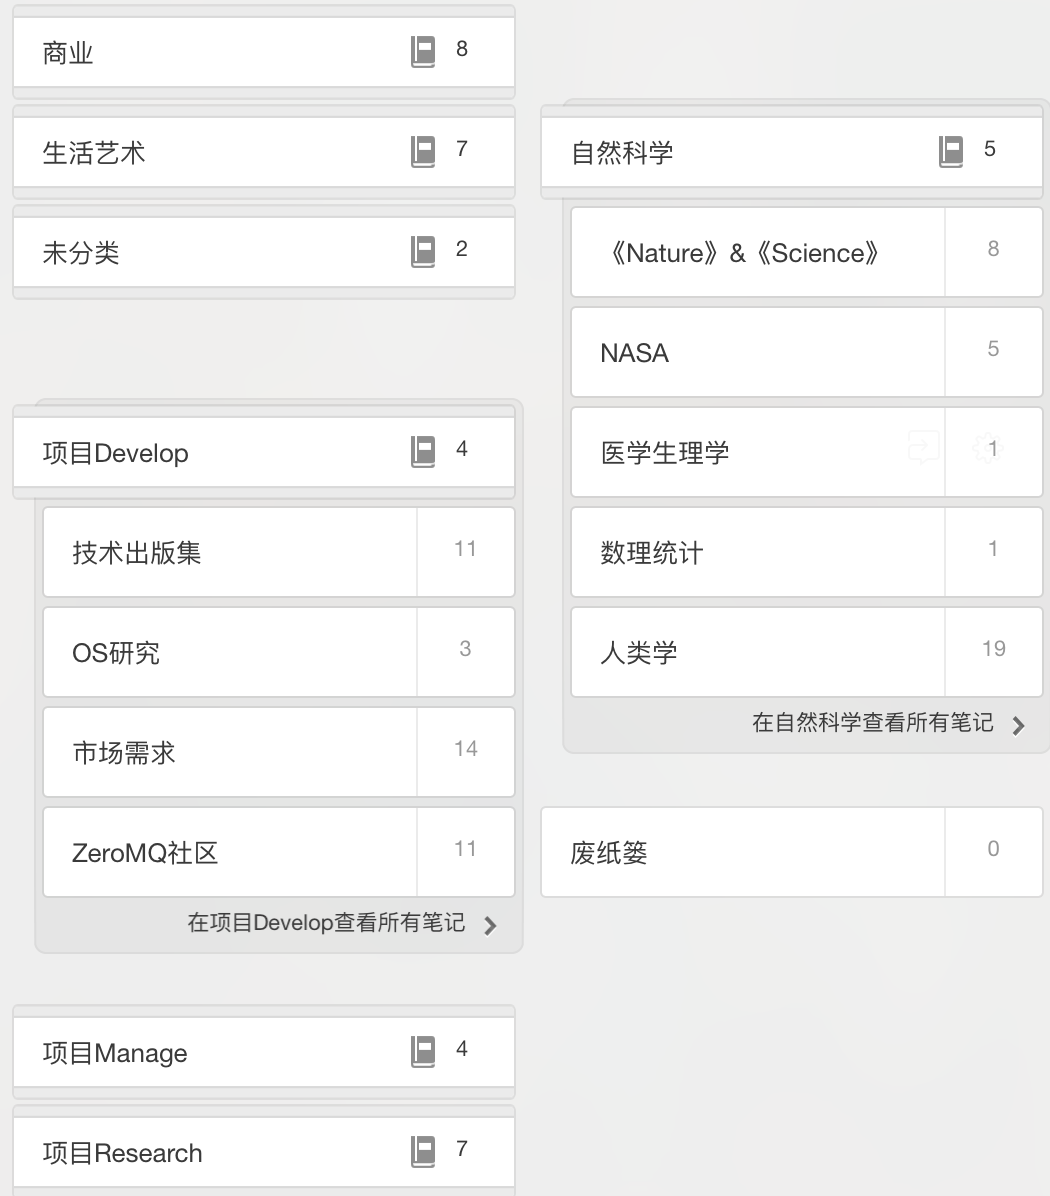 商业 8
生活艺术 7
未分类 2
项目Develop 4
技术出版集 11
OS研究 3
市场需求 14
ZeroMQ社区 11
在项目Develop查看所有笔记
项目Manage 4
项目Research 7
自然科学 5
《Nature》&《Science》 8
NASA 5
医学生理学 1
数理统计 1
人类学 19
在自然科学查看所有笔记
废纸篓 0